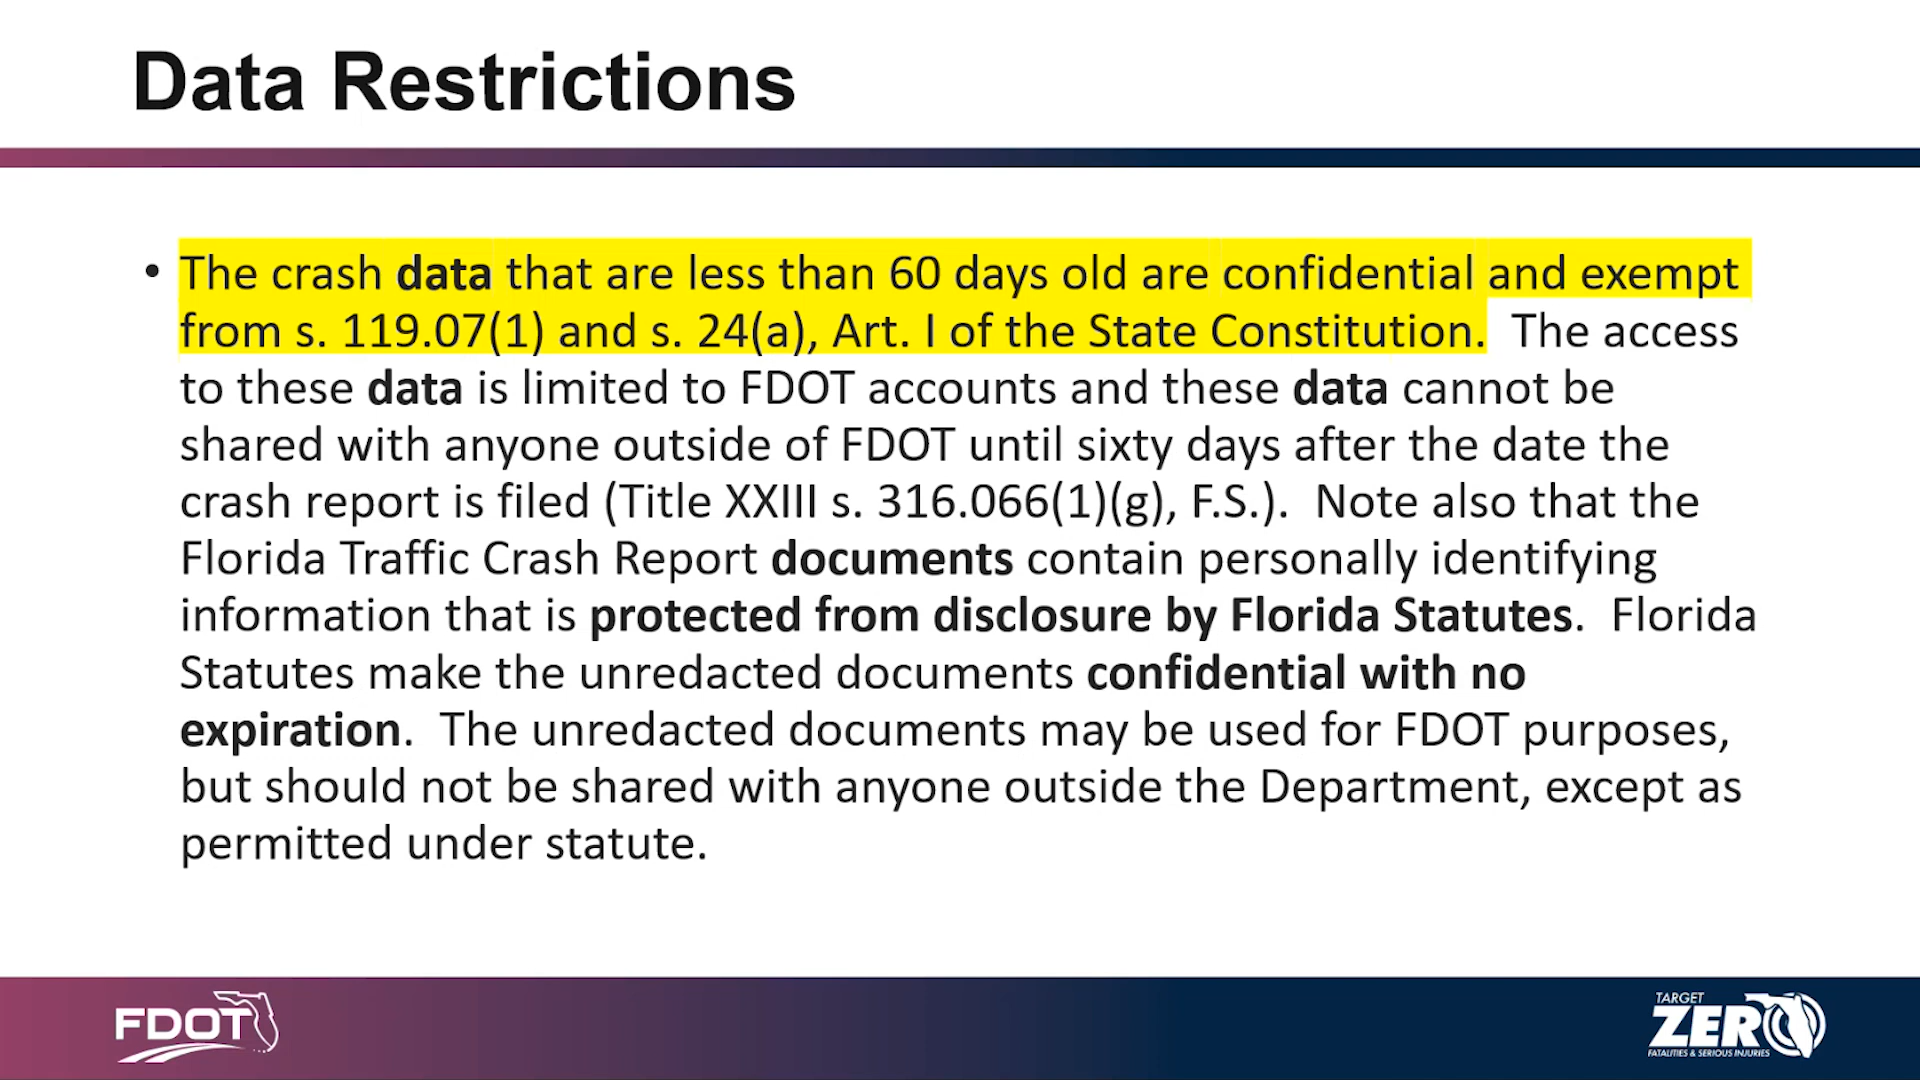 Data Restrictions
• The crash data that are less than 60 days old are confidential and exempt
from s. 119.07(1) and s. 24(a), Art. I of the State Constitution.  The access
to these data is limited to FDOT accounts and these data cannot be
shared with anyone outside of FDOT until sixty days after the date the
crash report is filed (Title XXIII s. 316.066(1)(g), F.S.).  Note also that the
Florida Traffic Crash Report documents contain personally identifying
information that is protected from disclosure by Florida Statutes.  Florida
Statutes make the unredacted documents confidential with no
expiration.  The unredacted documents may be used for FDOT purposes,
but should not be shared with anyone outside the Department, except as
permitted under statute.
FDOT
TARGET
ZERO
FATALITIES & SERIOUS INJURIES